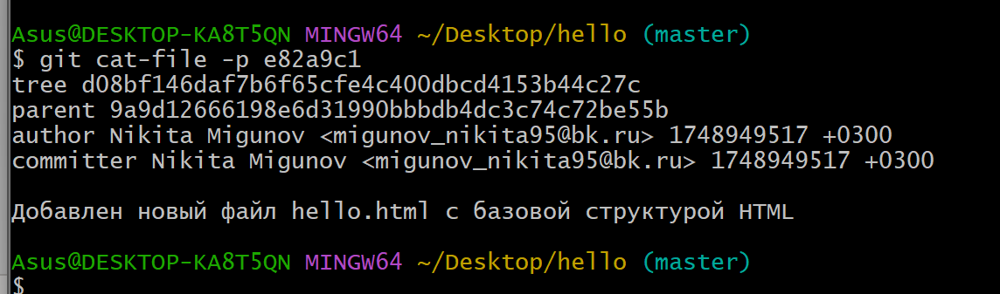 Asus@DESKTOP-KA8T5QN MINGW64 ~/Desktop/hello (master)
$ git cat-file -p e82a9c1
tree d08bf146daf7b6f65cfe4c400dbcd4153b44c27c
parent 9a9d12666198e6d31990bbbdb4dc3c74c72be55b
author Nikita Migunov <migunov_nikita95@bk.ru> 1748949517 +0300
committer Nikita Migunov <migunov_nikita95@bk.ru> 1748949517 +0300
Добавлен новый файл hello.html с базовой структурой HTML
Asus@DESKTOP-KA8T5QN MINGW64 ~/Desktop/hello (master)
$